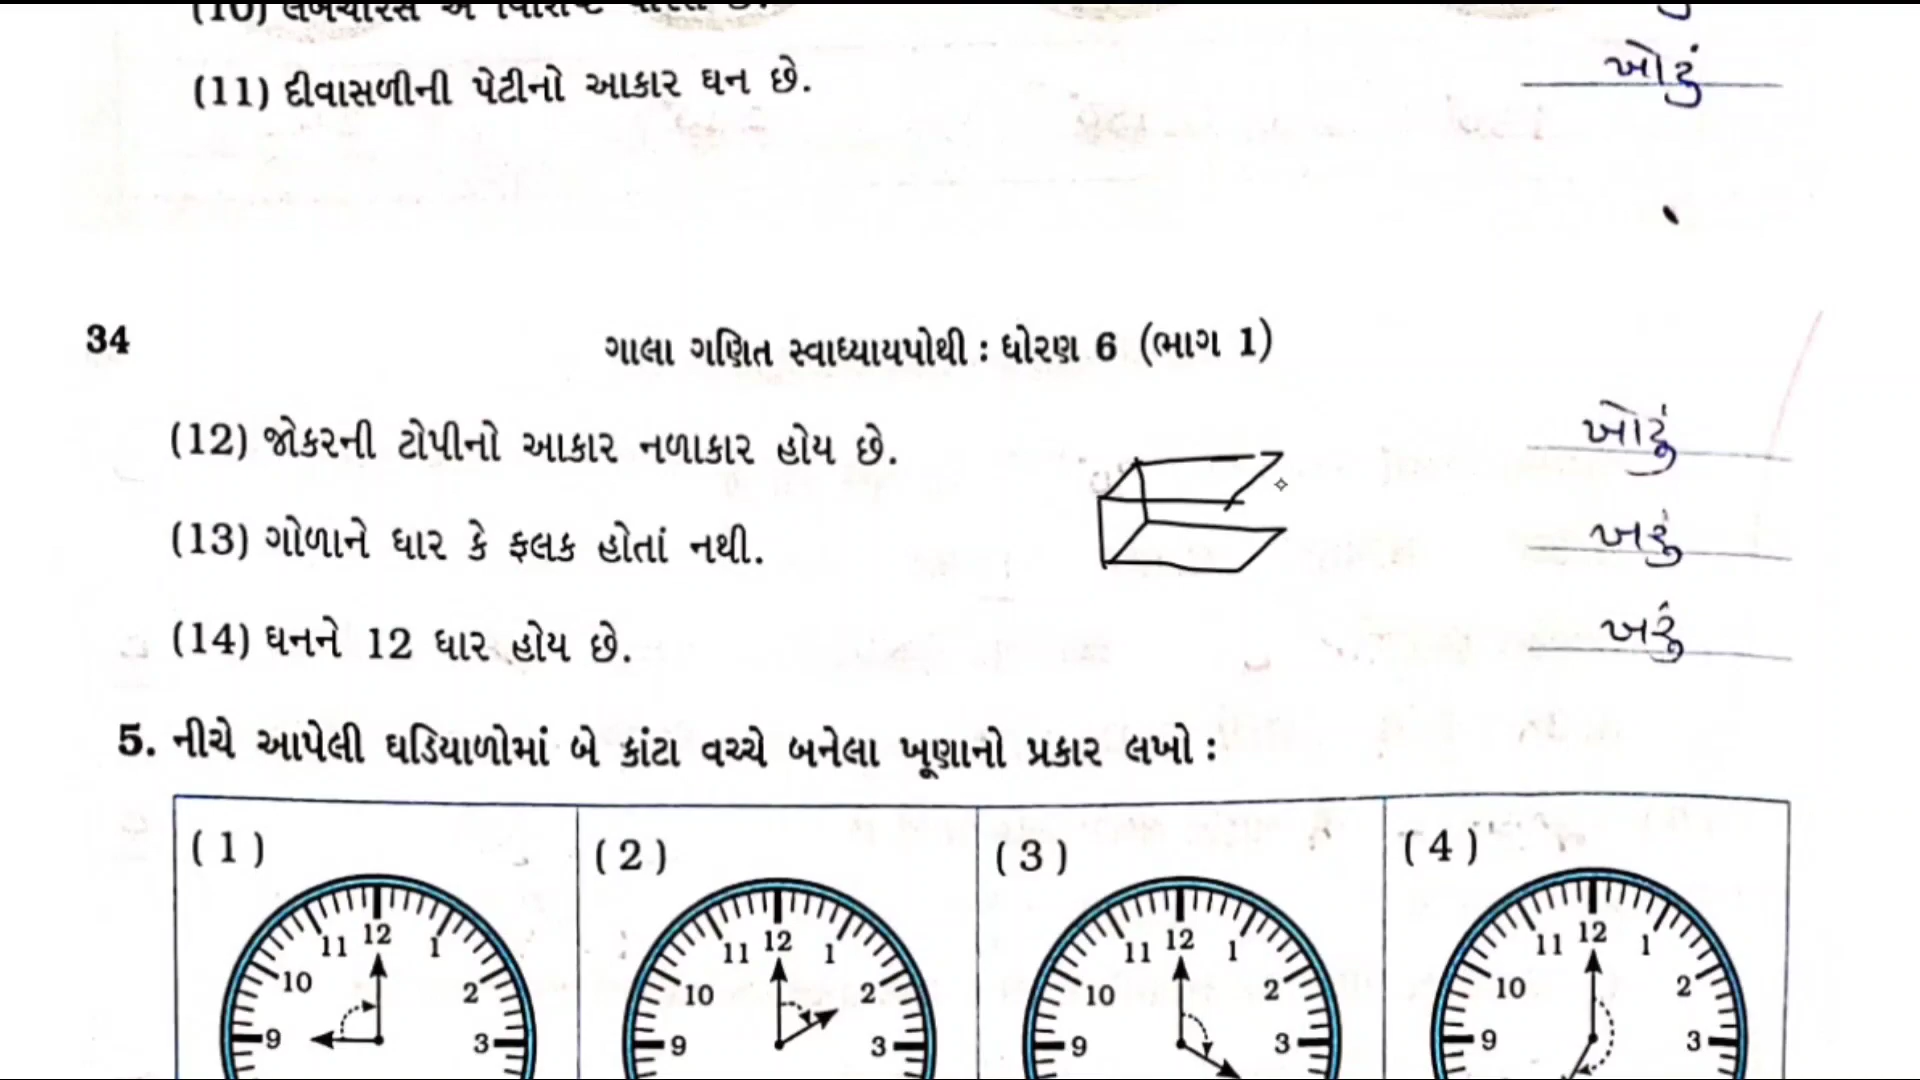 (11) દીવાસળીની પેટીનો આકાર ઘન છે. ખોટું
34 ગાલા ગણિત સ્વાધ્યાયપોથી : ધોરણ 6 (ભાગ 1)
(12) જોકરની ટોપીનો આકાર નળાકાર હોય છે. ખોટું
(13) ગોળાને ધાર કે ફલક હોતાં નથી. ખરું
(14) ઘનને 12 ધાર હોય છે. ખરું
5. નીચે આપેલી ઘડિયાળોમાં બે કાંટા વચ્ચે બનેલા ખૂણાનો પ્રકાર લખો :
(1) (2) (3) (4)
11 12 1 11 12 1 11 12 1 11 12 1
10 2 10 2 10 2 10 2
9 3 9 3 9 3 9 3